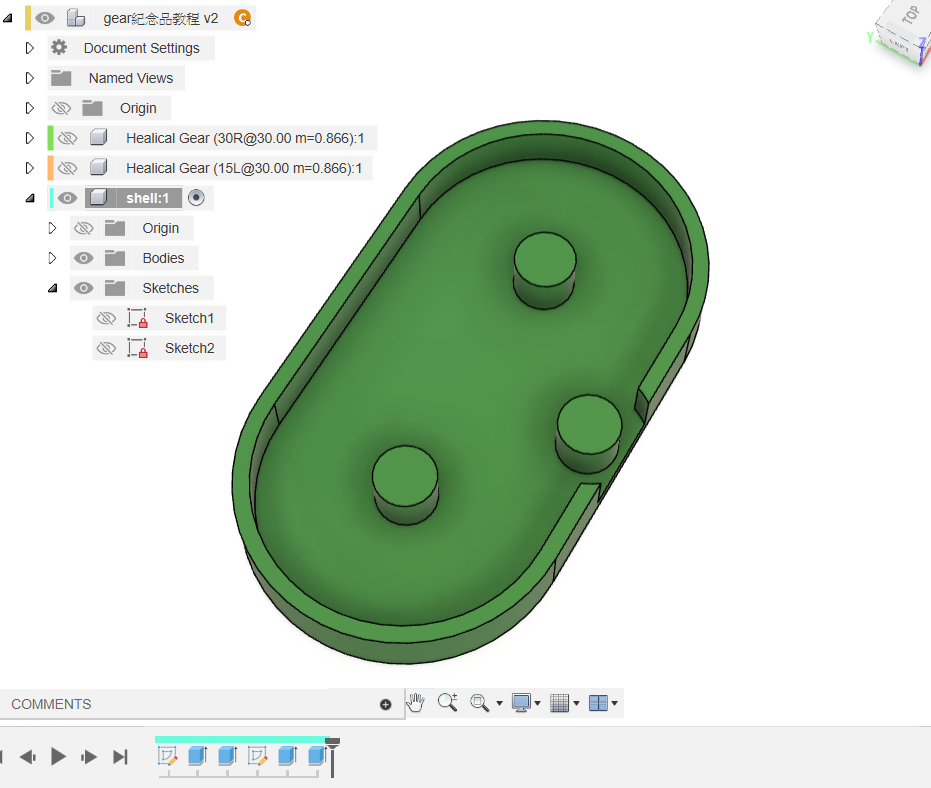 gear紀念品教程 v2
Document Settings
Named Views
Origin
Healical Gear (30R@30.00 m=0.866):1
Healical Gear (15L@30.00 m=0.866):1
shell:1
Origin
Bodies
Sketches
Sketch1
Sketch2
TOP
LEFT
Y
Z
COMMENTS